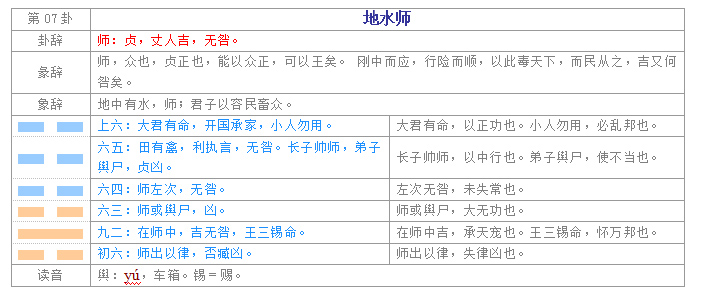 第 07 卦
地水师
卦辞
师：贞，丈人吉，无咎。
彖辞
师，众也，贞正也，能以众正，可以王矣。 刚中而应，行险而顺，以此毒天下，而民从之，吉又何
咎矣。
象辞
地中有水，师；君子以容民畜众。
上六：大君有命，开国承家，小人勿用。
大君有命，以正功也。小人勿用，必乱邦也。
六五：田有禽，利执言，无咎。长子帅师，弟子
舆尸，贞凶。
长子帅师，以中行也。弟子舆尸，使不当也。
六四：师左次，无咎。
左次无咎，未失常也。
六三：师或舆尸，凶。
师或舆尸，大无功也。
九二：在师中，吉无咎，王三锡命。
在师中吉，承天宠也。王三锡命，怀万邦也。
初六：师出以律，否臧凶。
师出以律，失律凶也。
读音
舆：yú，车箱。锡＝赐。